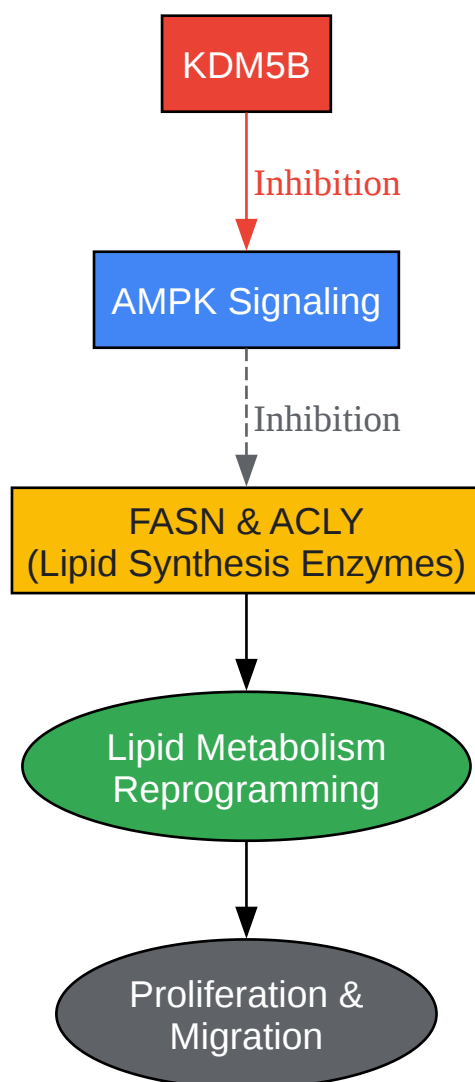 KDM5B
Inhibition
AMPK Signaling
Inhibition
FASN & ACLY
(Lipid Synthesis Enzymes)
Lipid Metabolism
Reprogramming
Proliferation &
Migration